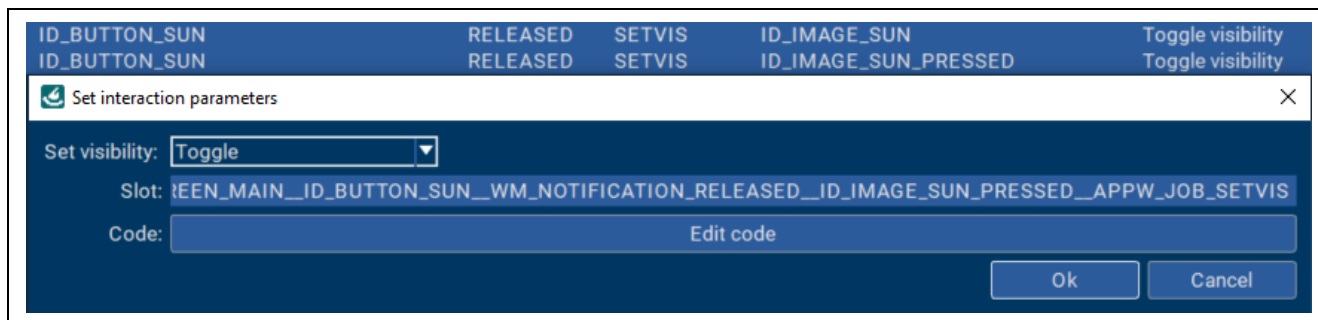 ID_BUTTON_SUN RELEASED SETVIS ID_IMAGE_SUN Toggle visibility
ID_BUTTON_SUN RELEASED SETVIS ID_IMAGE_SUN_PRESSED Toggle visibility
Set interaction parameters
Set visibility: Toggle
Slot: REEN_MAIN__ID_BUTTON_SUN__WM_NOTIFICATION_RELEASED__ID_IMAGE_SUN_PRESSED__APPW_JOB_SETVIS
Code: Edit code
Ok Cancel